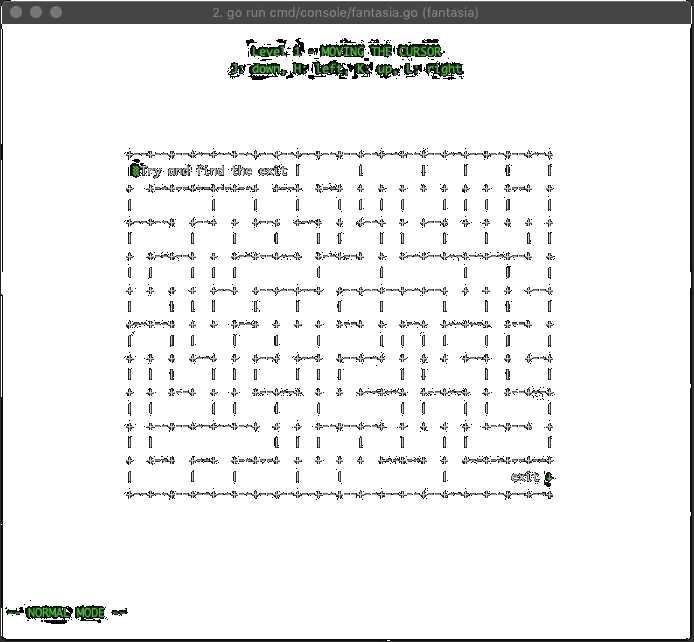 2. go run cmd/console/fantasia.go (fantasia)
Level 1 - MOVING THE CURSOR
J: down, H: left, K: up, L: right
Try and find the exit
exit
-- NORMAL MODE --